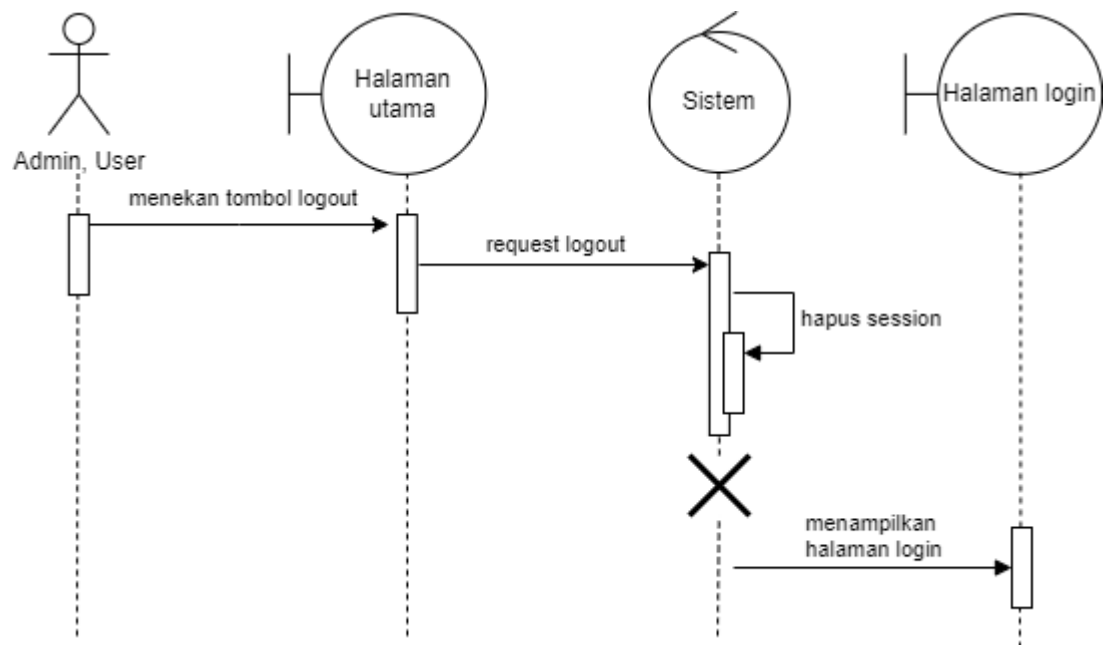 Halaman
utama
Sistem
Halaman login
Admin, User
menekan tombol logout
request logout
hapus session
menampilkan
halaman login